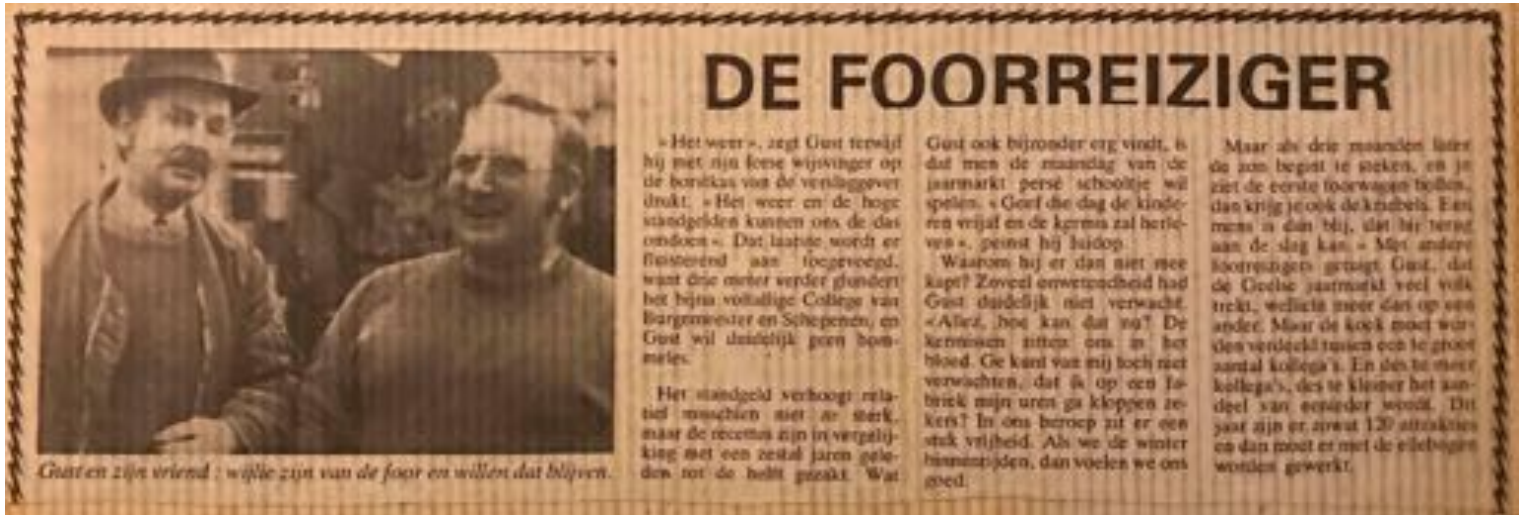 DE FOORREIZIGER
« Het weer », zegt Gust terwijl
hij met zijn forse wijsvinger op
de borstkas van de verslaggever
drukt. « Het weer en de hoge
standgelden kunnen ons de das
omdoen ». Dat laatste wordt er
fluisterend aan toegevoegd,
want drie meter verder glundert
het bijna voltallige College van
Burgemeester en Schepenen, en
Gust wil duidelijk geen bom-
meles.
Het standgeld verhoogt rela-
tief misschien niet zo sterk,
maar de recettes zijn in vergelij-
king met een zestal jaren gele-
den tot de helft gezakt. Wat
Gust ook bijzonder erg vindt, is
dat men de maandag van de
jaarmarkt persé schooltje wil
spelen. « Geef die dag de kinde-
ren vrijaf en de kermis zal herle-
ven », peinst hij luidop.
Waarom hij er dan niet mee
kapt? Zoveel onwetendheid had
Gust duidelijk niet verwacht.
« Allez, hoe kan dat nu? De
kermissen zitten ons in het
bloed. Ge kunt van mij toch niet
verwachten, dat ik op een fa-
briek mijn uren ga kloppen ze-
kers? In ons beroep zit er een
stuk vrijheid. Als we de winter
binnenrijden, dan voelen we ons
goed.
Maar als drie maanden later
de zon begint te steken, en je
ziet de eerste foorwagen bollen,
dan krijg je ook de kriebels. Een
mens is dan blij, dat hij terug
aan de slag kan. » Met andere
foorreizigers getuigt Gust, dat
de Geelse jaarmarkt veel volk
trekt, wellicht meer dan op een
ander. Maar de koek moet wor-
den verdeeld tussen een te groot
aantal kollega's. En des te meer
kollega's, des te kleiner het aan-
deel van eenieder wordt. Dit
jaar zijn er zowat 120 attrakties
en dan moet er met de ellebogen
worden gewerkt.
Gust en zijn vriend : wijlie zijn van de foor en willen dat blijven.